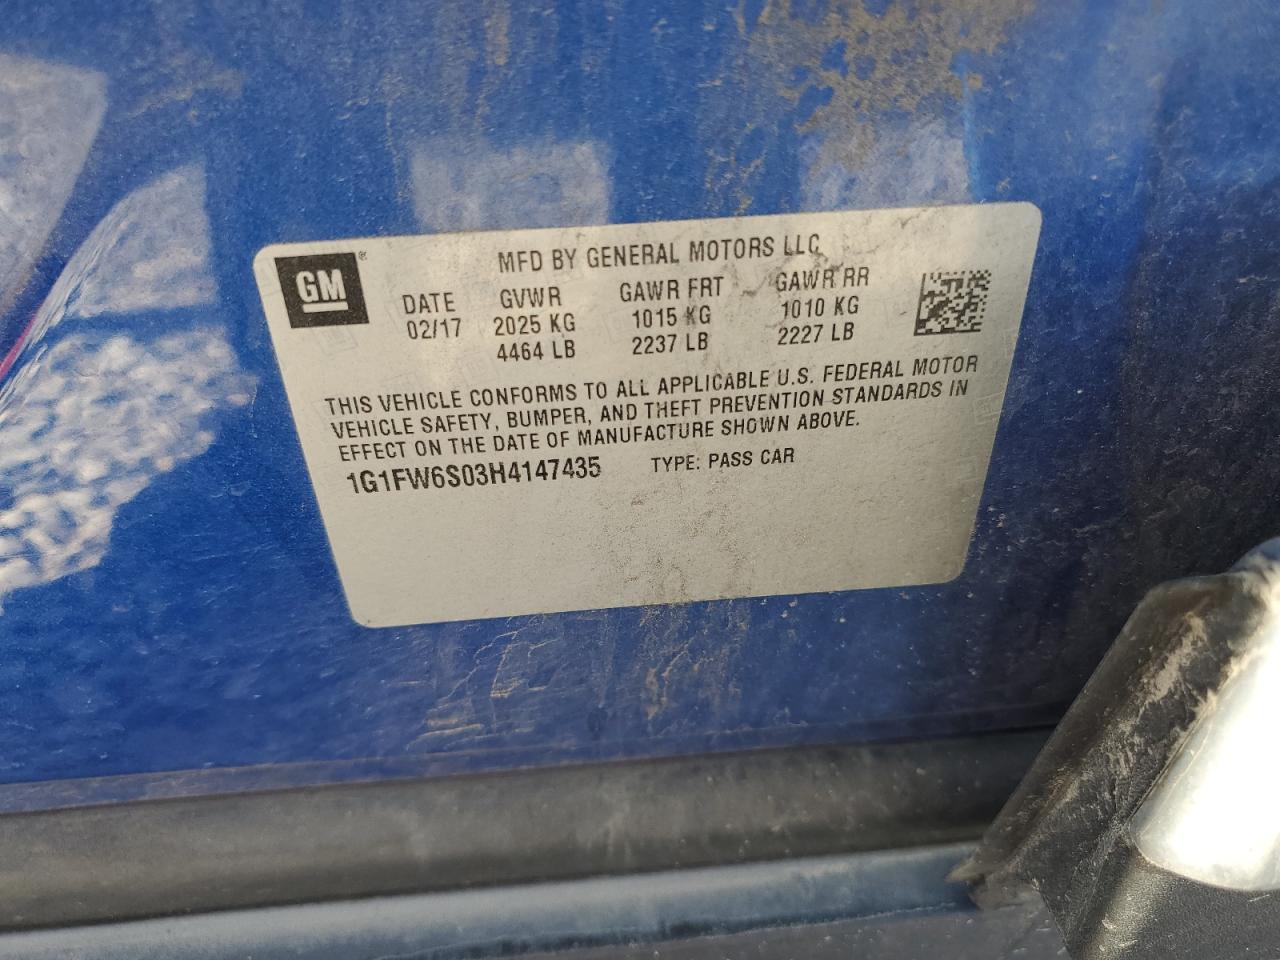 GM ®
MFD BY GENERAL MOTORS LLC
DATE GVWR GAWR FRT GAWR RR
02/17 2025 KG 1015 KG 1010 KG
4464 LB 2237 LB 2227 LB
THIS VEHICLE CONFORMS TO ALL APPLICABLE U.S. FEDERAL MOTOR
VEHICLE SAFETY, BUMPER, AND THEFT PREVENTION STANDARDS IN
EFFECT ON THE DATE OF MANUFACTURE SHOWN ABOVE.
1G1FW6S03H4147435 TYPE: PASS CAR